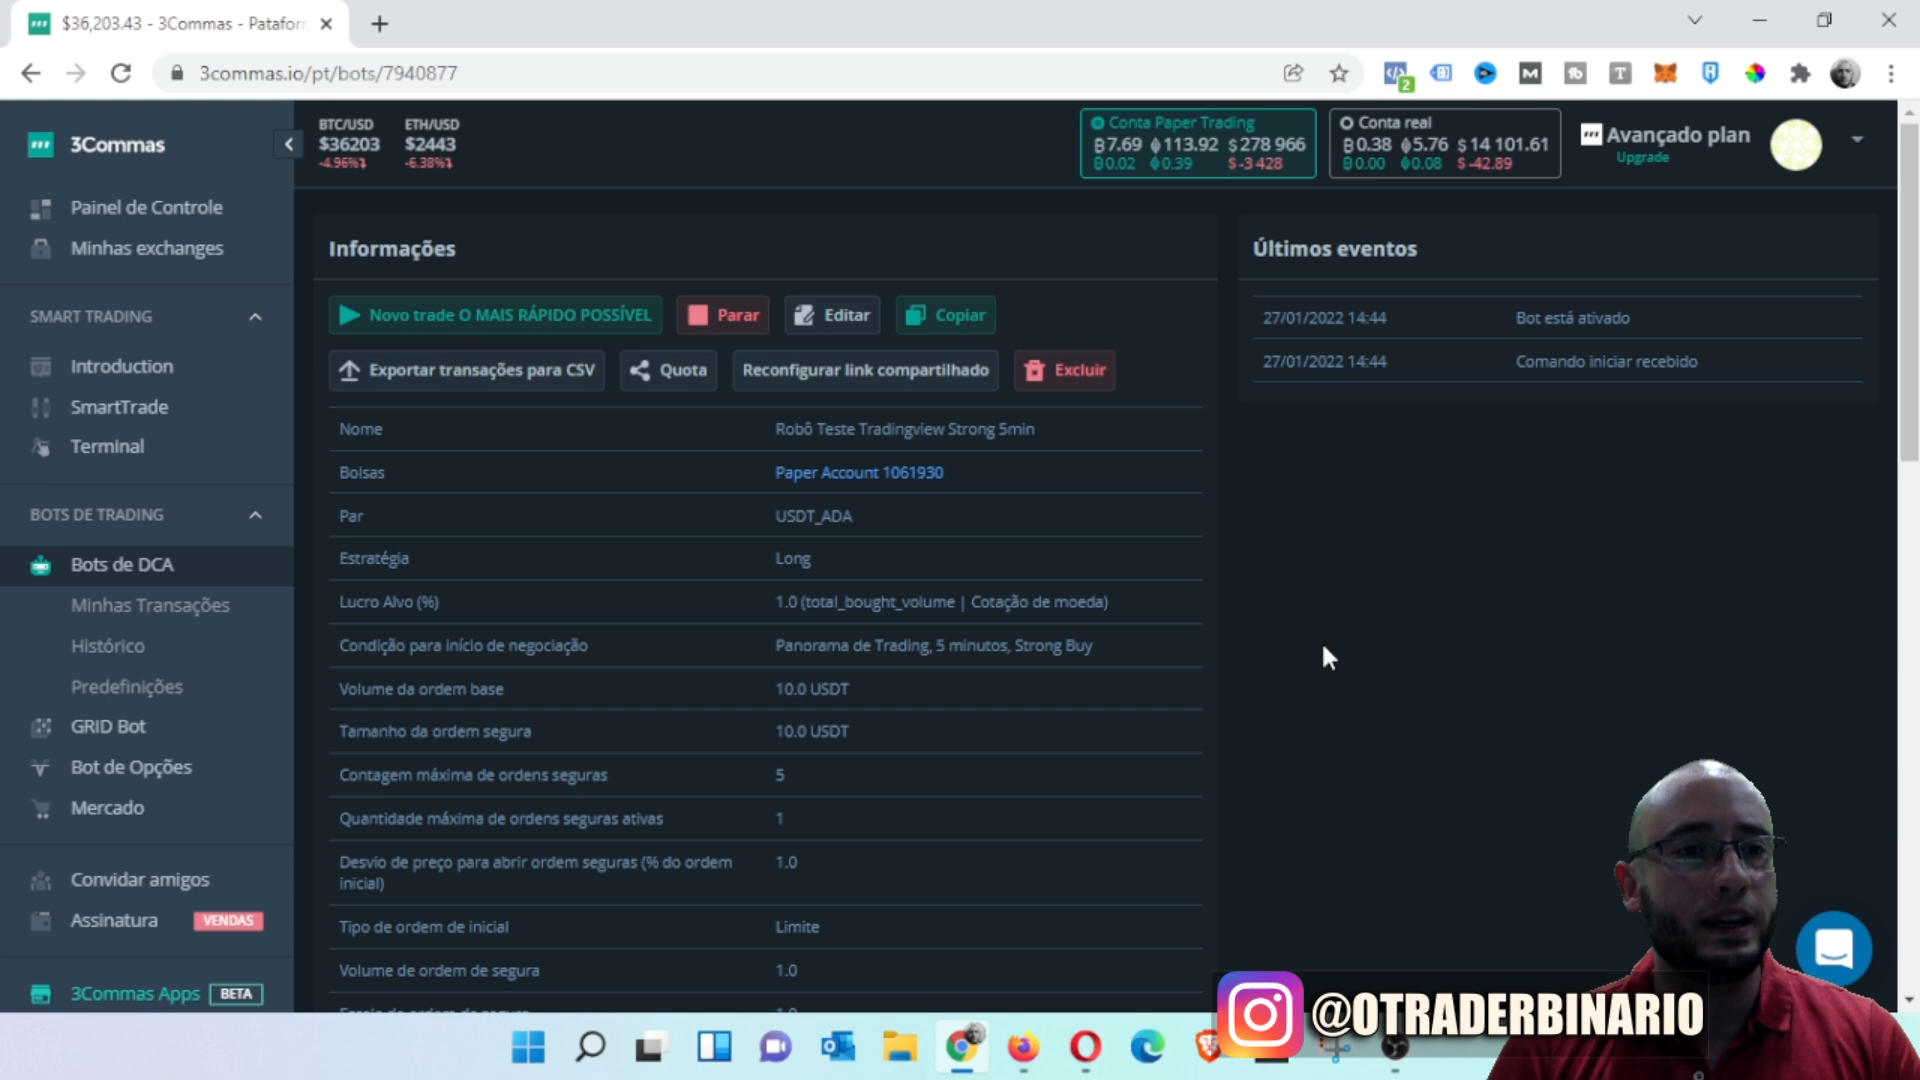 $36,203.43 - 3Commas - Platafor
3commas.io/pt/bots/7940877
2
3Commas
BTC/USD
$36203
-4.96%
ETH/USD
$2443
-6.38%
Conta Paper Trading
7.69 113.92 $278 966
0.02 0.39 $-3 428
Conta real
0.38 5.76 $14 101.61
0.00 0.08 $-42.89
Avançado plan
Upgrade
Painel de Controle
Minhas exchanges
SMART TRADING
Introduction
SmartTrade
Terminal
BOTS DE TRADING
Bots de DCA
Minhas Transações
Histórico
Predefinições
GRID Bot
Bot de Opções
Mercado
Convidar amigos
Assinatura VENDAS
3Commas Apps BETA
Informações
Novo trade O MAIS RÁPIDO POSSÍVEL
Parar
Editar
Copiar
Exportar transações para CSV
Quota
Reconfigurar link compartilhado
Excluir
Nome Robô Teste Tradingview Strong 5min
Bolsas Paper Account 1061930
Par USDT_ADA
Estratégia Long
Lucro Alvo (%) 1.0 (total_bought_volume | Cotação de moeda)
Condição para início de negociação Panorama de Trading, 5 minutos, Strong Buy
Volume da ordem base 10.0 USDT
Tamanho da ordem segura 10.0 USDT
Contagem máxima de ordens seguras 5
Quantidade máxima de ordens seguras ativas 1
Desvio de preço para abrir ordem seguras (% do ordem 1.0
inicial)
Tipo de ordem de inicial Limite
Volume de ordem de segura 1.0
Últimos eventos
27/01/2022 14:44 Bot está ativado
27/01/2022 14:44 Comando iniciar recebido
@OTRADERBINARIO